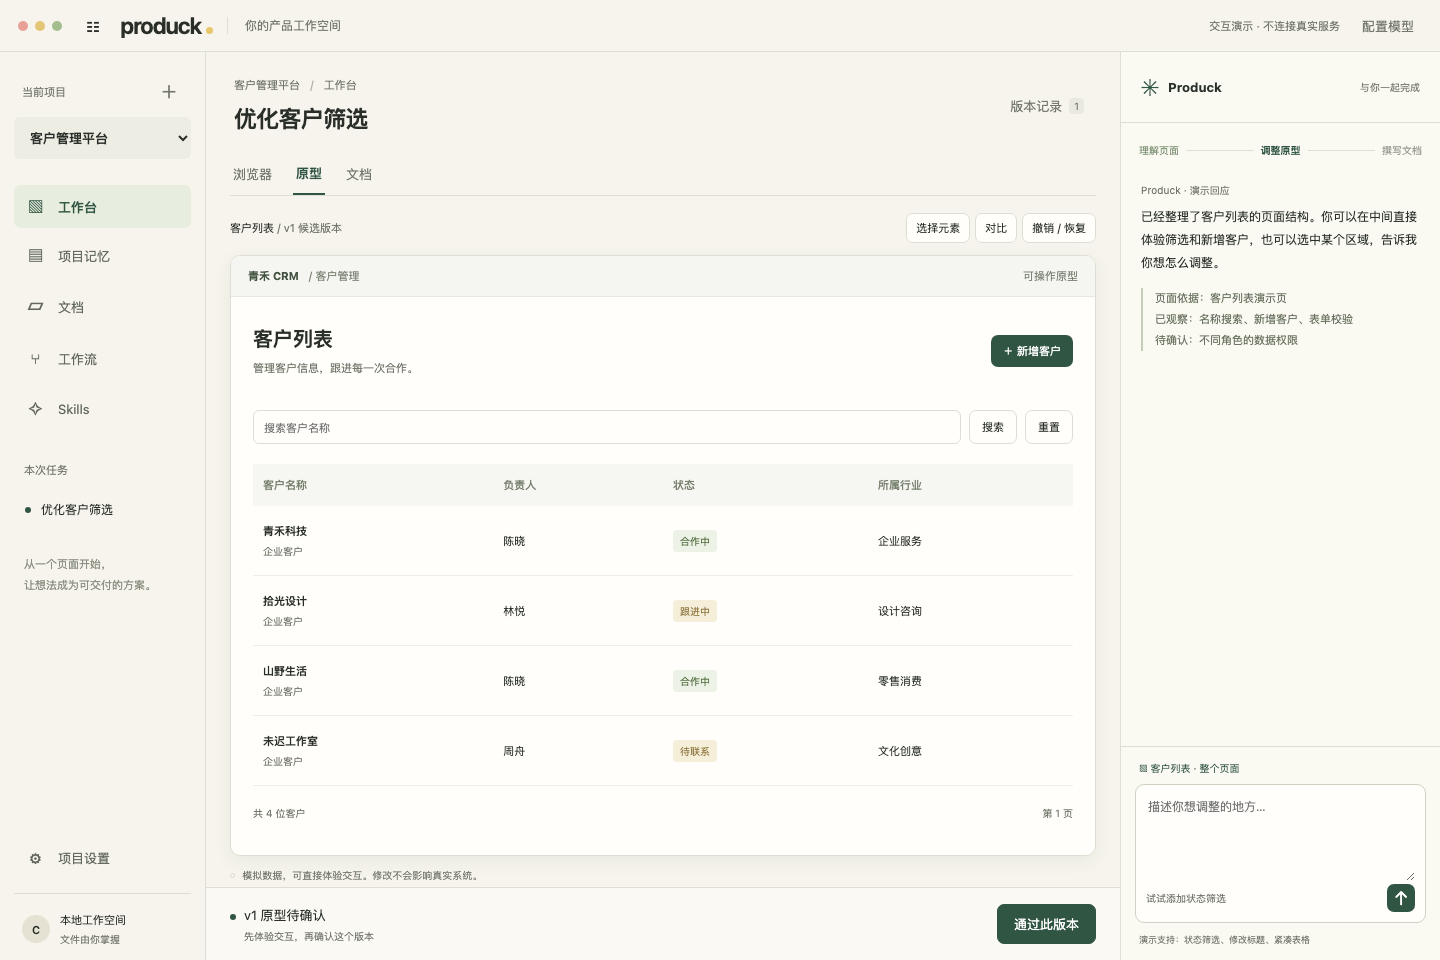 produck
你的产品工作空间
交互演示 · 不连接真实服务
配置模型
当前项目
客户管理平台
工作台
项目记忆
文档
工作流
Skills
本次任务
优化客户筛选
从一个页面开始，
让想法成为可交付的方案。
项目设置
C
本地工作空间
文件由你掌握
客户管理平台 / 工作台
优化客户筛选
版本记录 1
浏览器
原型
文档
客户列表 / v1 候选版本
选择元素
对比
撤销 / 恢复
青禾 CRM / 客户管理
可操作原型
客户列表
管理客户信息，跟进每一次合作。
+ 新增客户
搜索客户名称
搜索
重置
客户名称 负责人 状态 所属行业
青禾科技
企业客户
陈晓
合作中
企业服务
拾光设计
企业客户
林悦
跟进中
设计咨询
山野生活
企业客户
陈晓
合作中
零售消费
未迟工作室
企业客户
周舟
待联系
文化创意
共 4 位客户
第 1 页
模拟数据，可直接体验交互。修改不会影响真实系统。
v1 原型待确认
先体验交互，再确认这个版本
通过此版本
Produck
与你一起完成
理解页面
调整原型
撰写文档
Produck · 演示回应
已经整理了客户列表的页面结构。你可以在中间直接
体验筛选和新增客户，也可以选中某个区域，告诉我
你想怎么调整。
页面依据：客户列表演示页
已观察：名称搜索、新增客户、表单校验
待确认：不同角色的数据权限
客户列表 · 整个页面
描述你想调整的地方...
试试添加状态筛选
演示支持：状态筛选、修改标题、紧凑表格